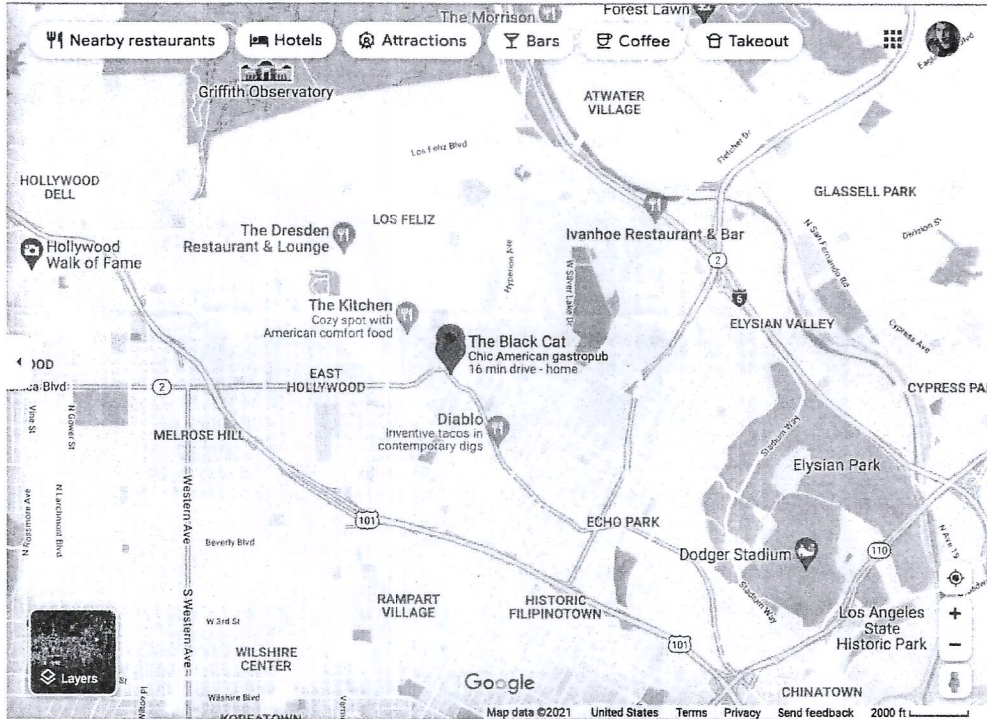 The Morrison
Forest Lawn
Nearby restaurants
Hotels
Attractions
Bars
Coffee
Takeout
Griffith Observatory
ATWATER
VILLAGE
Los Feliz Blvd
Fletcher Dr
HOLLYWOOD
DELL
LOS FELIZ
GLASSELL PARK
The Dresden
Restaurant & Lounge
Ivanhoe Restaurant & Bar
N San Fernando Rd
Division St
Hollywood
Walk of Fame
Hyperion Ave
W Silver Lake Dr
2
5
The Kitchen
Cozy spot with
American comfort food
ELYSIAN VALLEY
Cypress Ave
The Black Cat
Chic American gastropub
16 min drive - home
OOD
EAST
HOLLYWOOD
ca Blvd
2
CYPRESS PA
Vine St
N Gower St
Diablo
Inventive tacos in
contemporary digs
MELROSE HILL
Stadium Way
Elysian Park
Western Ave
N Larchmont Blvd
N Rossmore Ave
101
ECHO PARK
Beverly Blvd
Dodger Stadium
110
N Ave 19
RAMPART
VILLAGE
HISTORIC
FILIPINOTOWN
Stadium Way
S Western Ave
W 3rd St
Los Angeles
State
Historic Park
101
WILSHIRE
CENTER
Layers
St
Google
Wilshire Blvd
CHINATOWN
KOREATOWN
Map data ©2021
United States
Terms
Privacy
Send feedback
2000 ft